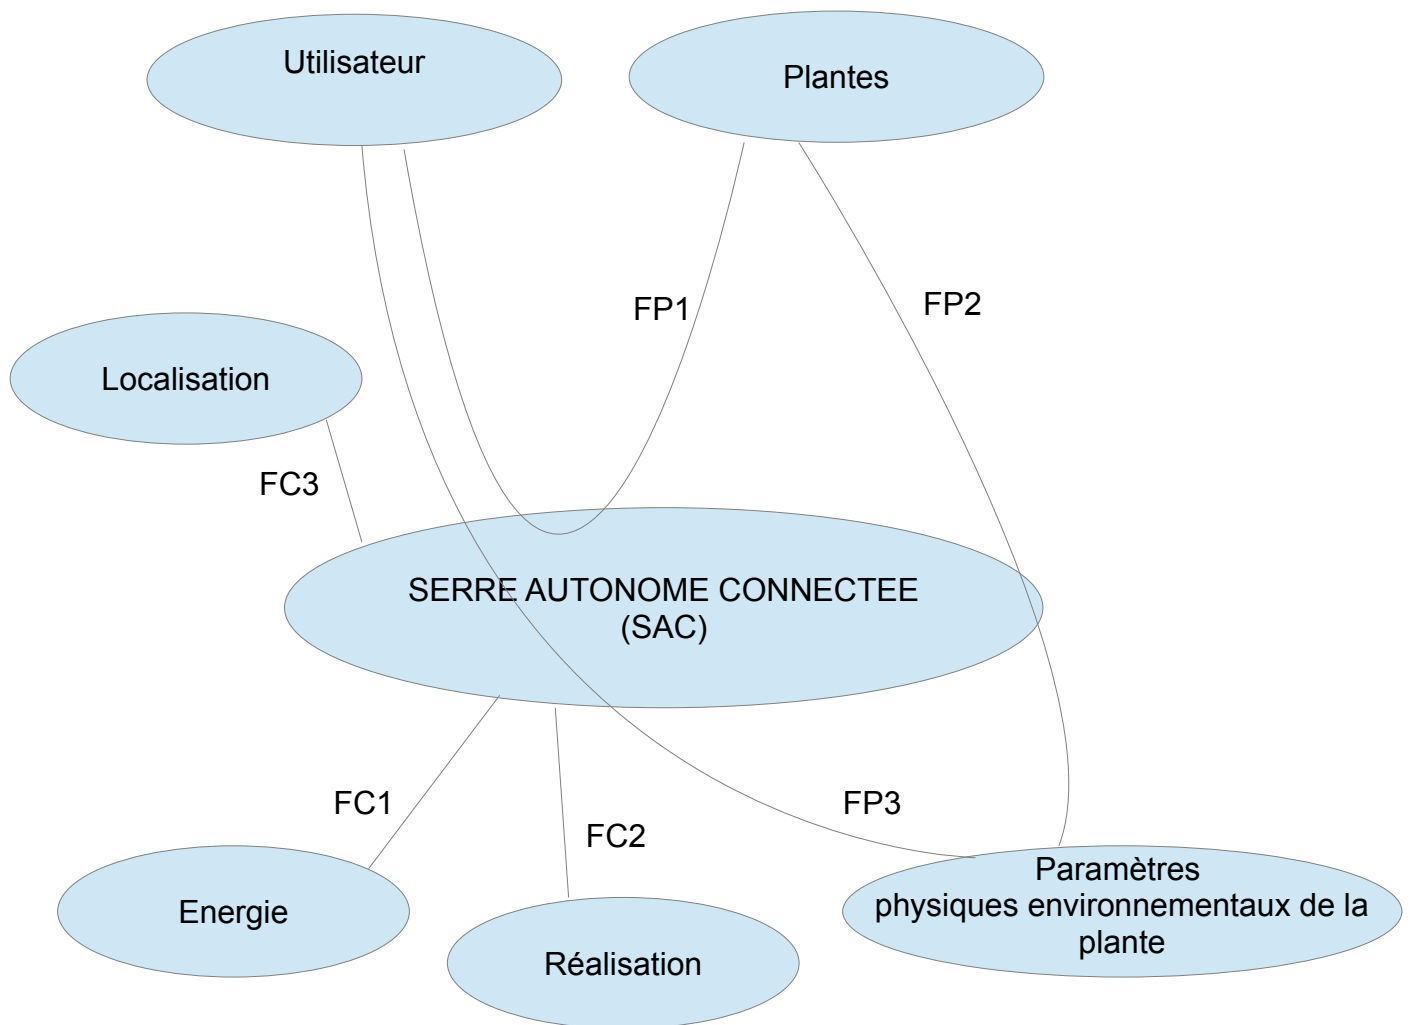 Utilisateur
Plantes
FP1
FP2
Localisation
FC3
SERRE AUTONOME CONNECTEE
(SAC)
FC1
FP3
FC2
Paramètres
physiques environnementaux de la
plante
Energie
Réalisation